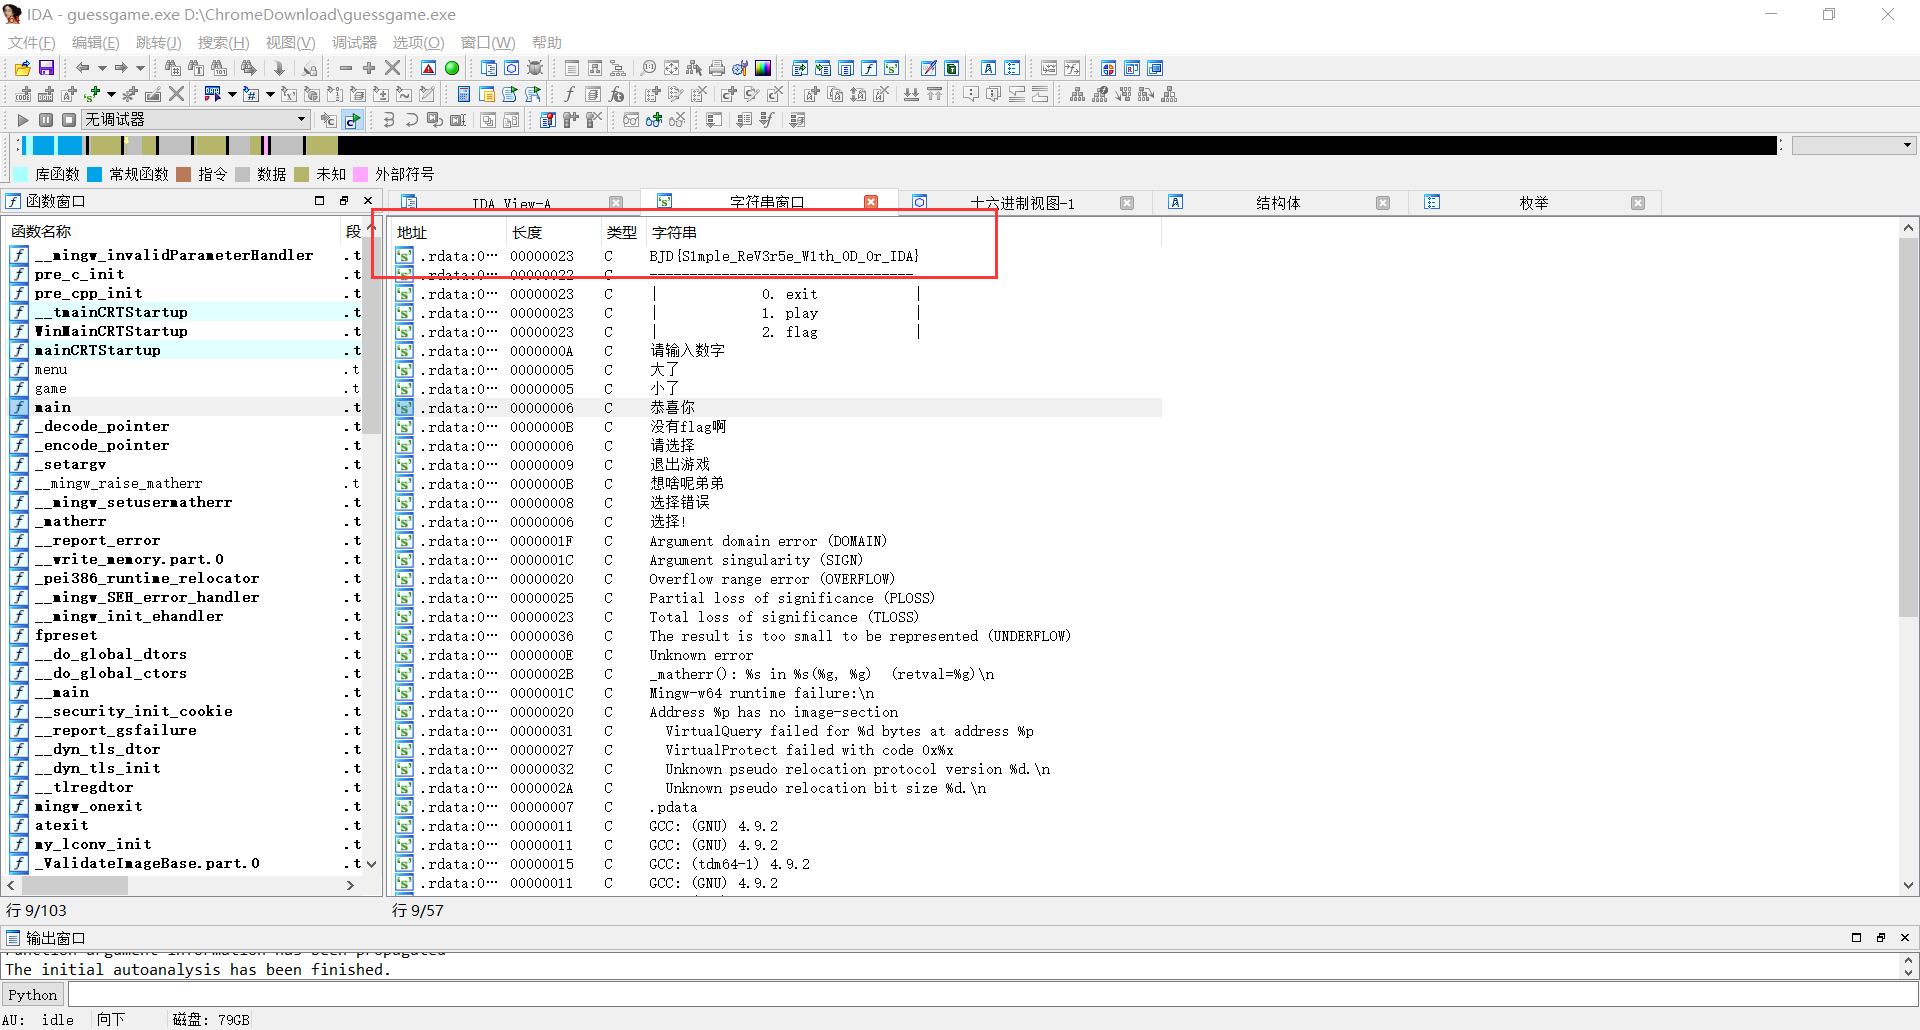 IDA - guessgame.exe D:\ChromeDownload\guessgame.exe
文件(F) 编辑(E) 跳转(J) 搜索(H) 视图(V) 调试器 选项(O) 窗口(W) 帮助
无调试器
库函数 常规函数 指令 数据 未知 外部符号
函数窗口
IDA View-A
字符串窗口
十六进制视图-1
结构体
枚举
函数名称 段
__mingw_invalidParameterHandler .t
pre_c_init .t
pre_cpp_init .t
__tmainCRTStartup .t
WinMainCRTStartup .t
mainCRTStartup .t
menu .t
game .t
main .t
_decode_pointer .t
_encode_pointer .t
_setargv .t
__mingw_raise_matherr .t
__mingw_setusermatherr .t
_matherr .t
__report_error .t
__write_memory.part.0 .t
_pei386_runtime_relocator .t
__mingw_SEH_error_handler .t
__mingw_init_ehandler .t
fpreset .t
__do_global_dtors .t
__do_global_ctors .t
__main .t
__security_init_cookie .t
__report_gsfailure .t
__dyn_tls_dtor .t
__dyn_tls_init .t
__tlregdtor .t
mingw_onexit .t
atexit .t
my_lconv_init .t
_ValidateImageBase.part.0 .t
行 9/103
地址 长度 类型 字符串
.rdata:0… 00000023 C BJD{S1mple_ReV3r5e_W1th_0D_0r_IDA}
.rdata:0… 00000022 C ---------------------------------
.rdata:0… 00000023 C | 0. exit |
.rdata:0… 00000023 C | 1. play |
.rdata:0… 00000023 C | 2. flag |
.rdata:0… 0000000A C 请输入数字
.rdata:0… 00000005 C 大了
.rdata:0… 00000005 C 小了
.rdata:0… 00000006 C 恭喜你
.rdata:0… 0000000B C 没有flag啊
.rdata:0… 00000006 C 请选择
.rdata:0… 00000009 C 退出游戏
.rdata:0… 0000000B C 想啥呢弟弟
.rdata:0… 00000008 C 选择错误
.rdata:0… 00000006 C 选择!
.rdata:0… 0000001F C Argument domain error (DOMAIN)
.rdata:0… 0000001C C Argument singularity (SIGN)
.rdata:0… 00000020 C Overflow range error (OVERFLOW)
.rdata:0… 00000025 C Partial loss of significance (PLOSS)
.rdata:0… 00000023 C Total loss of significance (TLOSS)
.rdata:0… 00000036 C The result is too small to be represented (UNDERFLOW)
.rdata:0… 0000000E C Unknown error
.rdata:0… 0000002B C _matherr(): %s in %s(%g, %g)  (retval=%g)\n
.rdata:0… 0000001C C Mingw-w64 runtime failure:\n
.rdata:0… 00000020 C Address %p has no image-section
.rdata:0… 00000031 C VirtualQuery failed for %d bytes at address %p
.rdata:0… 00000027 C VirtualProtect failed with code 0x%x
.rdata:0… 00000032 C Unknown pseudo relocation protocol version %d.\n
.rdata:0… 0000002A C Unknown pseudo relocation bit size %d.\n
.rdata:0… 00000007 C .pdata
.rdata:0… 00000011 C GCC: (GNU) 4.9.2
.rdata:0… 00000011 C GCC: (GNU) 4.9.2
.rdata:0… 00000015 C GCC: (tdm64-1) 4.9.2
.rdata:0… 00000011 C GCC: (GNU) 4.9.2
行 9/57
输出窗口
Function argument information has been propagated
The initial autoanalysis has been finished.
Python
AU: idle 向下 磁盘: 79GB